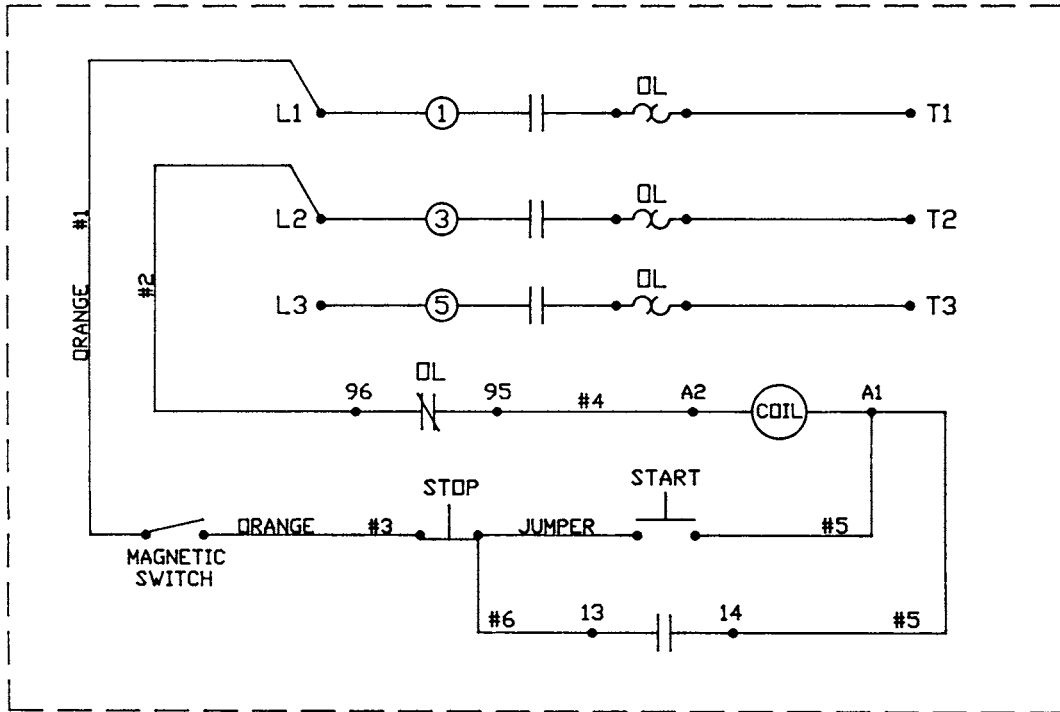 OL
L1 1 T1
OL
L2 3 T2
OL
L3 5 T3
ORANGE #1
#2
OL
96 95 #4 A2 COIL A1
STOP START
ORANGE #3 JUMPER #5
MAGNETIC
SWITCH
#6 13 14 #5